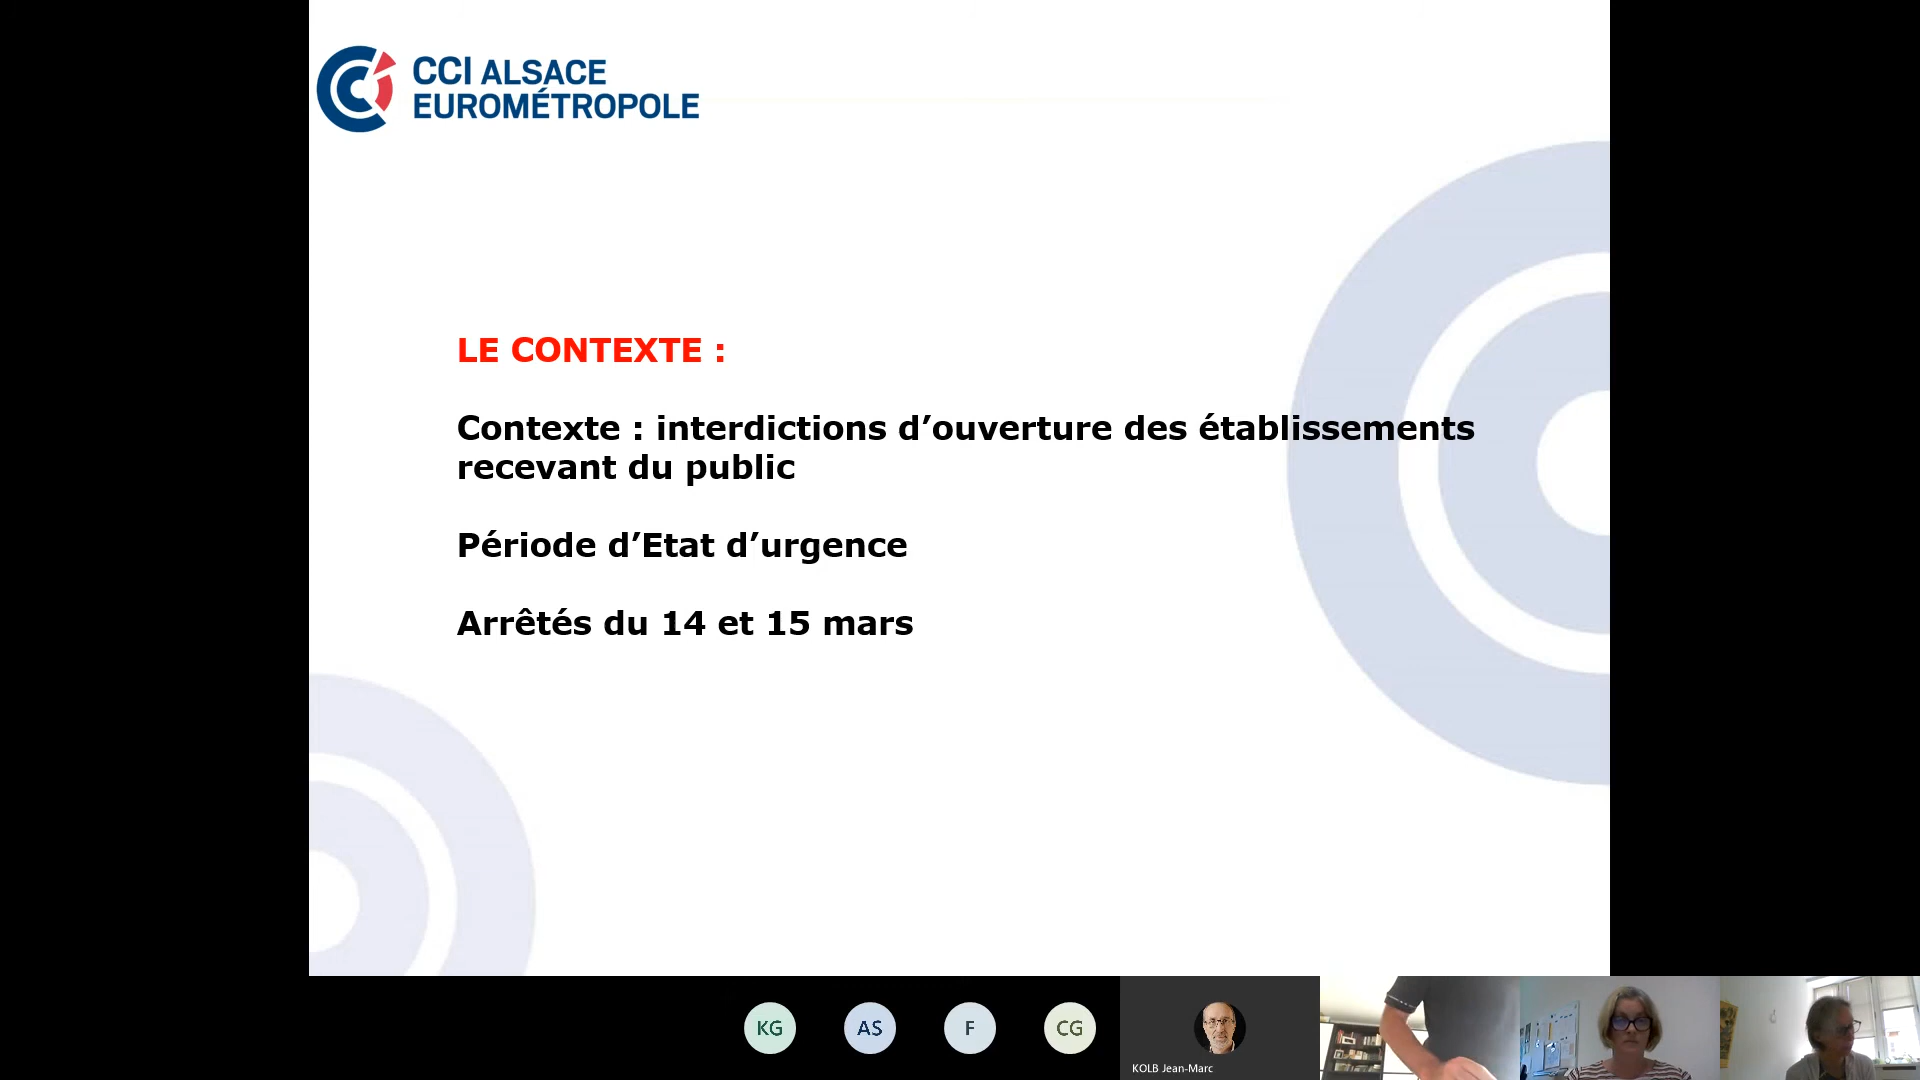 CCI ALSACE
EUROMÉTROPOLE
LE CONTEXTE :
Contexte : interdictions d’ouverture des établissements
recevant du public
Période d’Etat d’urgence
Arrêtés du 14 et 15 mars
KG
AS
F
CG
KOLB Jean-Marc